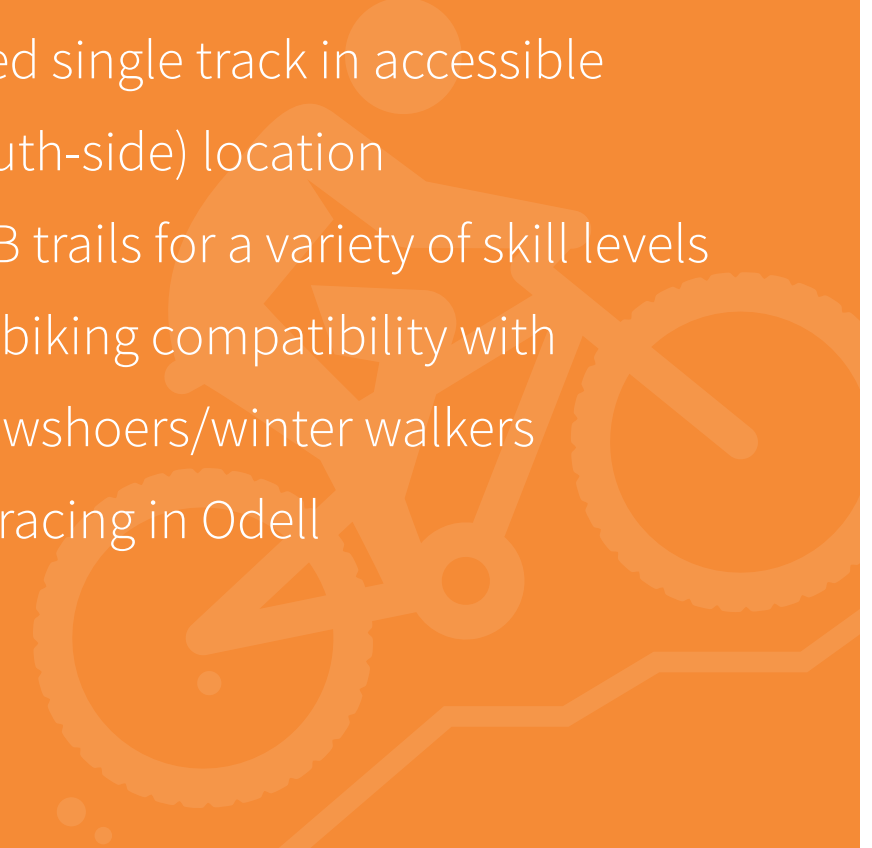 ed single track in accessible
uth-side) location
B trails for a variety of skill levels
biking compatibility with
wshoers/winter walkers
racing in Odell